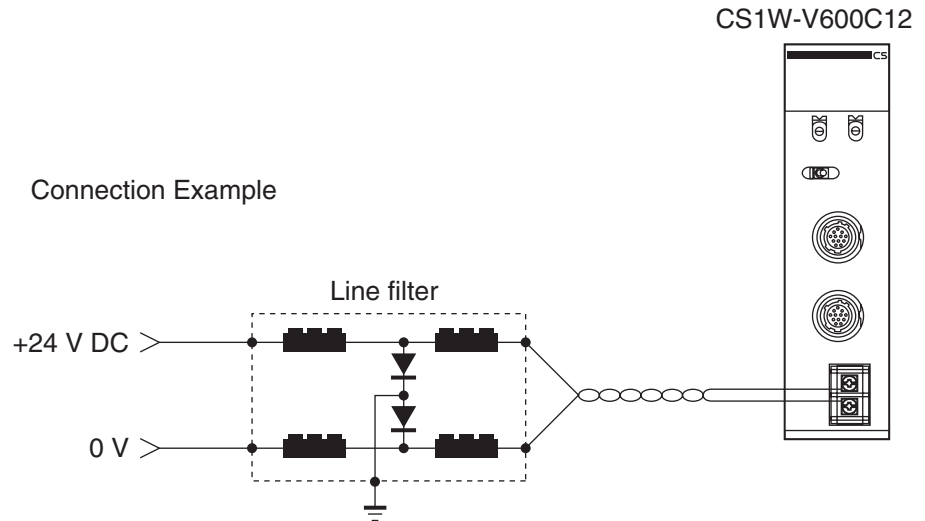 CS1W-V600C12
CS
Connection Example
Line filter
+24 V DC
0 V